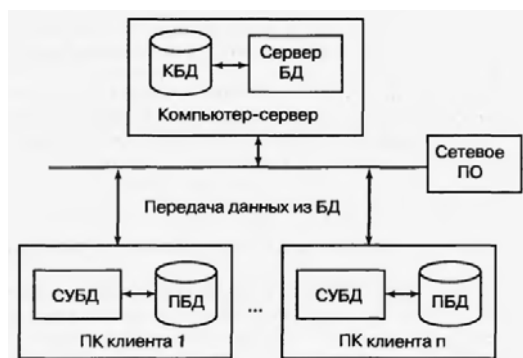 КБД
Сервер
БД
Компьютер-сервер
Сетевое
ПО
Передача данных из БД
СУБД
ПБД
ПК клиента 1
...
СУБД
ПБД
ПК клиента n